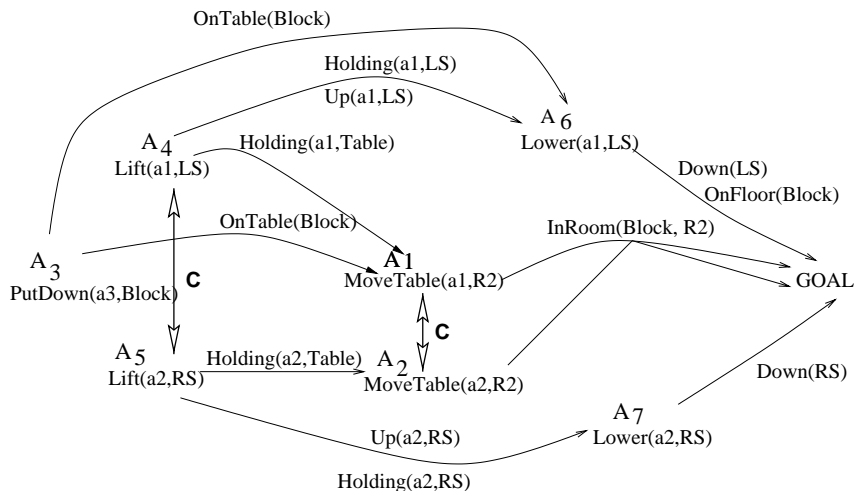 OnTable(Block)
Holding(a1,LS)
Up(a1,LS)
A6
Lower(a1,LS)
A4
Lift(a1,LS)
Holding(a1,Table)
Down(LS)
OnFloor(Block)
OnTable(Block)
InRoom(Block, R2)
A3
PutDown(a3,Block)
C
A1
MoveTable(a1,R2)
GOAL
C
A5
Lift(a2,RS)
Holding(a2,Table)
A2
MoveTable(a2,R2)
Down(RS)
A7
Lower(a2,RS)
Up(a2,RS)
Holding(a2,RS)